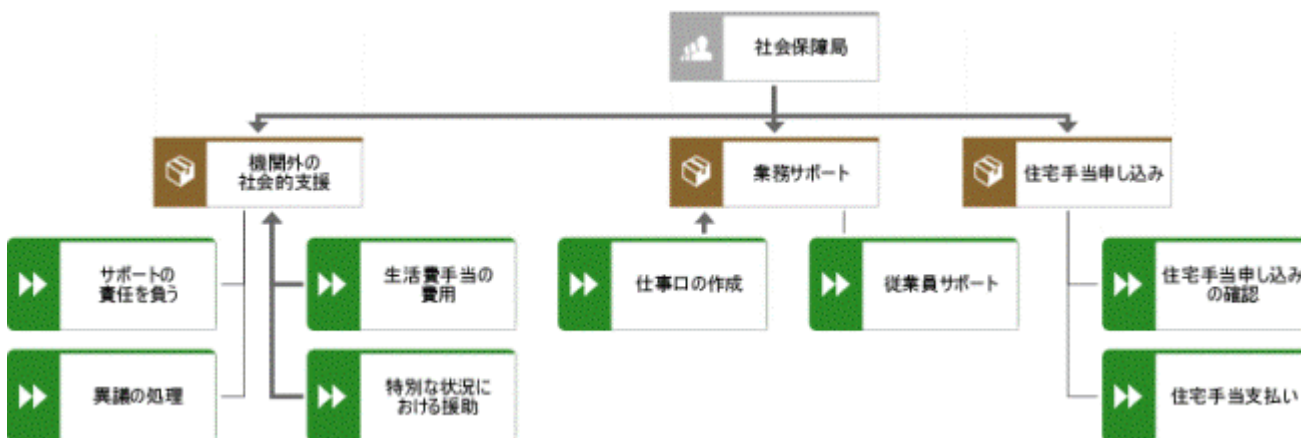 社会保障局
機関外の
社会的支援
業務サポート
住宅手当申し込み
サポートの
責任を負う
生活費手当の
費用
仕事口の作成
従業員サポート
住宅手当申し込み
の確認
異議の処理
特別な状況に
おける援助
住宅手当支払い